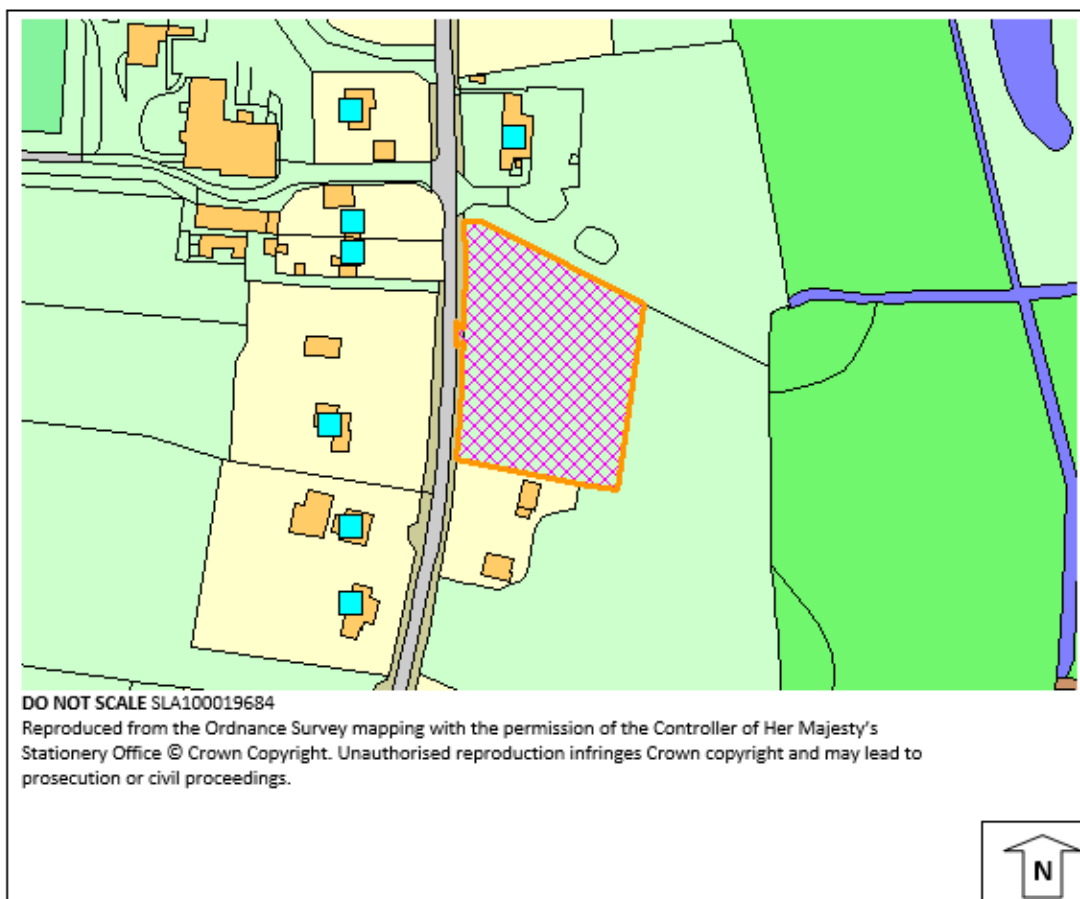 DO NOT SCALE SLA100019684
Reproduced from the Ordnance Survey mapping with the permission of the Controller of Her Majesty's
Stationery Office © Crown Copyright. Unauthorised reproduction infringes Crown copyright and may lead to
prosecution or civil proceedings.
N